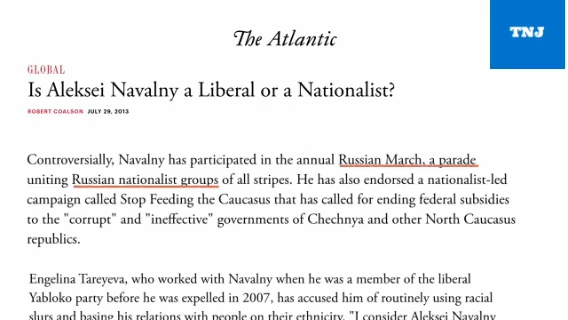 The Atlantic
TNJ
GLOBAL
Is Aleksei Navalny a Liberal or a Nationalist?
ROBERT COALSON JULY 29, 2013
Controversially, Navalny has participated in the annual Russian March, a parade
uniting Russian nationalist groups of all stripes. He has also endorsed a nationalist-led
campaign called Stop Feeding the Caucasus that has called for ending federal subsidies
to the "corrupt" and "ineffective" governments of Chechnya and other North Caucasus
republics.
Engelina Tareyeva, who worked with Navalny when he was a member of the liberal
Yabloko party before he was expelled in 2007, has accused him of routinely using racial
slurs and basing his relations with people on their ethnicity. "I consider Aleksei Navalny